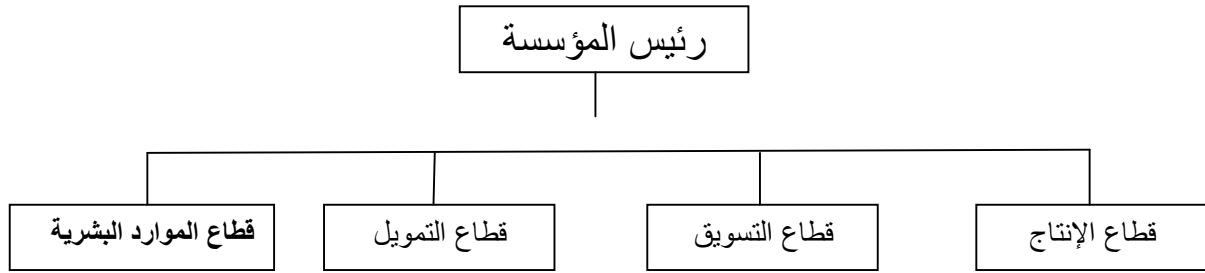 رئيس المؤسسة
قطاع الإنتاج
قطاع التسويق
قطاع التمويل
قطاع الموارد البشرية